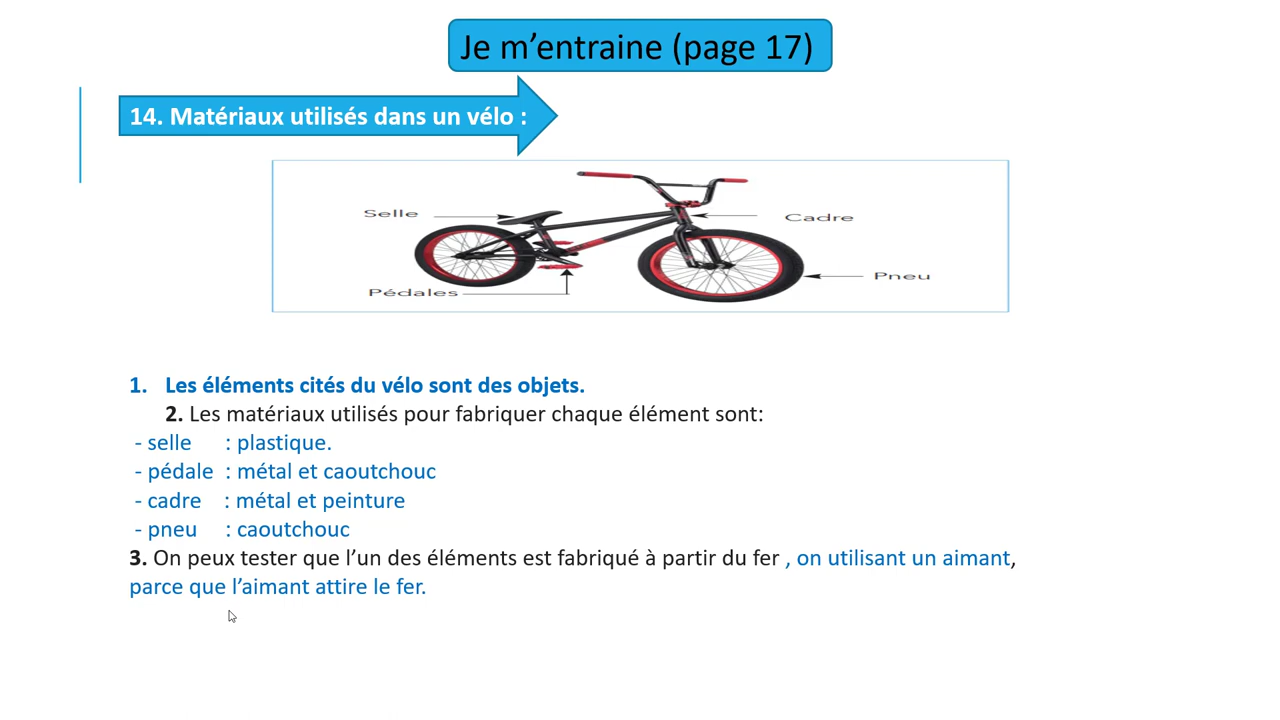 Je m’entraine (page 17)
14. Matériaux utilisés dans un vélo :
Selle
Cadre
Pneu
Pédales
1. Les éléments cités du vélo sont des objets.
2. Les matériaux utilisés pour fabriquer chaque élément sont:
- selle : plastique.
- pédale : métal et caoutchouc
- cadre : métal et peinture
- pneu : caoutchouc
3. On peux tester que l’un des éléments est fabriqué à partir du fer , on utilisant un aimant,
parce que l’aimant attire le fer.